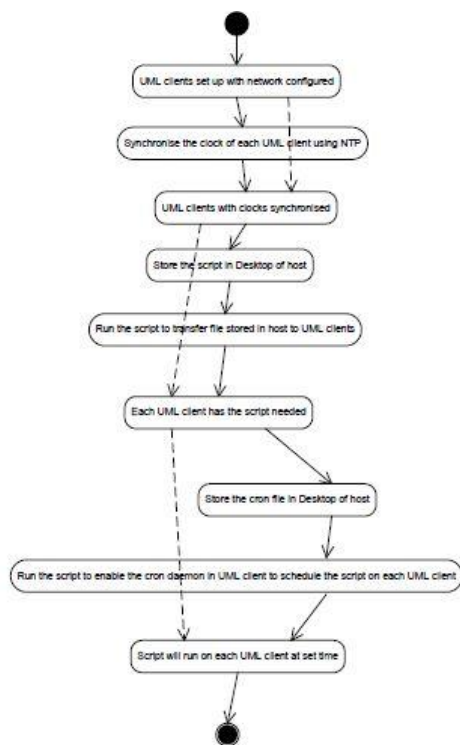 UML clients set up with network configured
Synchronise the clock of each UML client using NTP
UML clients with clocks synchronised
Store the script in Desktop of host
Run the script to transfer file stored in host to UML clients
Each UML client has the script needed
Store the cron file in Desktop of host
Run the script to enable the cron daemon in UML client to schedule the script on each UML client
Script will run on each UML client at set time